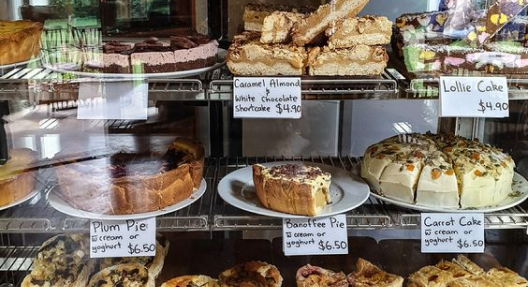 Caramel Almond
&
White chocolate
Shortcake $4.90
Lollie Cake
$4.90
Plum Pie
cream or
yoghurt $6.50
Banoffee Pie
cream or
yoghurt $6.50
Carrot Cake
cream or
yoghurt $6.50